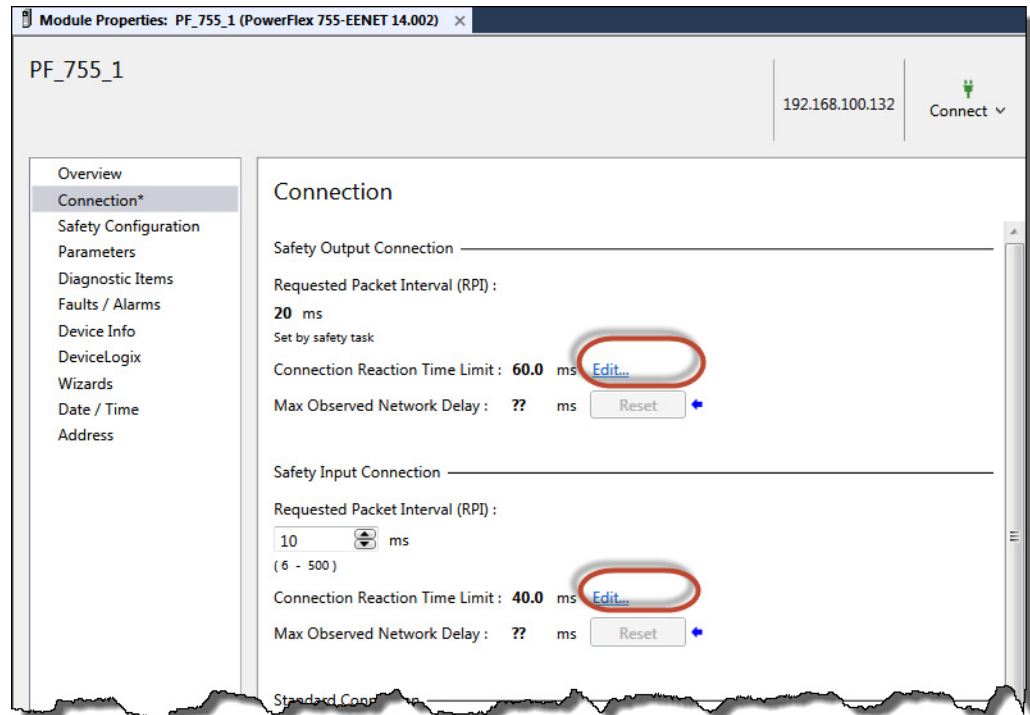 Module Properties: PF_755_1 (PowerFlex 755-EENET 14.002) ×
PF_755_1
192.168.100.132
Connect
Overview
Connection*
Safety Configuration
Parameters
Diagnostic Items
Faults / Alarms
Device Info
DeviceLogix
Wizards
Date / Time
Address
Connection
Safety Output Connection
Requested Packet Interval (RPI) :
20 ms
Set by safety task
Connection Reaction Time Limit : 60.0 ms Edit...
Max Observed Network Delay : ?? ms Reset
Safety Input Connection
Requested Packet Interval (RPI) :
10 ms
( 6 - 500 )
Connection Reaction Time Limit : 40.0 ms Edit...
Max Observed Network Delay : ?? ms Reset
Standard Connection